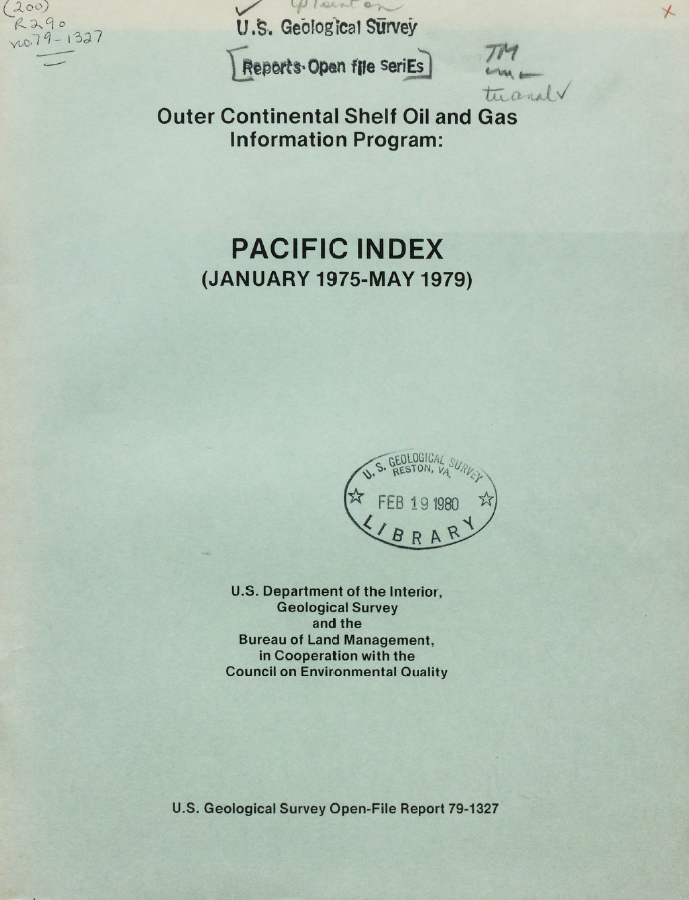 (200)
R290
no.79-1327
U.S. Geological Survey
[Reports-Open file seriEs]
TM
Outer Continental Shelf Oil and Gas
Information Program:
PACIFIC INDEX
(JANUARY 1975-MAY 1979)
U. S. GEOLOGICAL SURVEY
RESTON, VA.
FEB 19 1980
LIBRARY
U.S. Department of the Interior,
Geological Survey
and the
Bureau of Land Management,
in Cooperation with the
Council on Environmental Quality
U.S. Geological Survey Open-File Report 79-1327